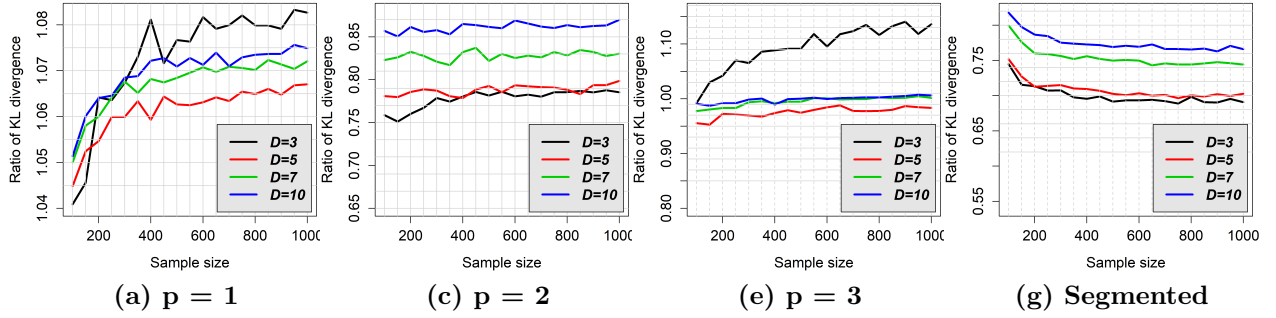 Ratio of KL divergence
1.04 1.05 1.06 1.07 1.08
D=3
D=5
D=7
D=10
200 400 600 800 1000
Sample size
(a) p = 1
Ratio of KL divergence
0.65 0.75 0.80 0.85
D=3
D=5
D=7
D=10
200 400 600 800 1000
Sample size
(c) p = 2
Ratio of KL divergence
0.80 0.90 1.00 1.10
D=3
D=5
D=7
D=10
200 400 600 800 1000
Sample size
(e) p = 3
Ratio of KL divergence
0.55 0.65 0.75
D=3
D=5
D=7
D=10
200 400 600 800 1000
Sample size
(g) Segmented